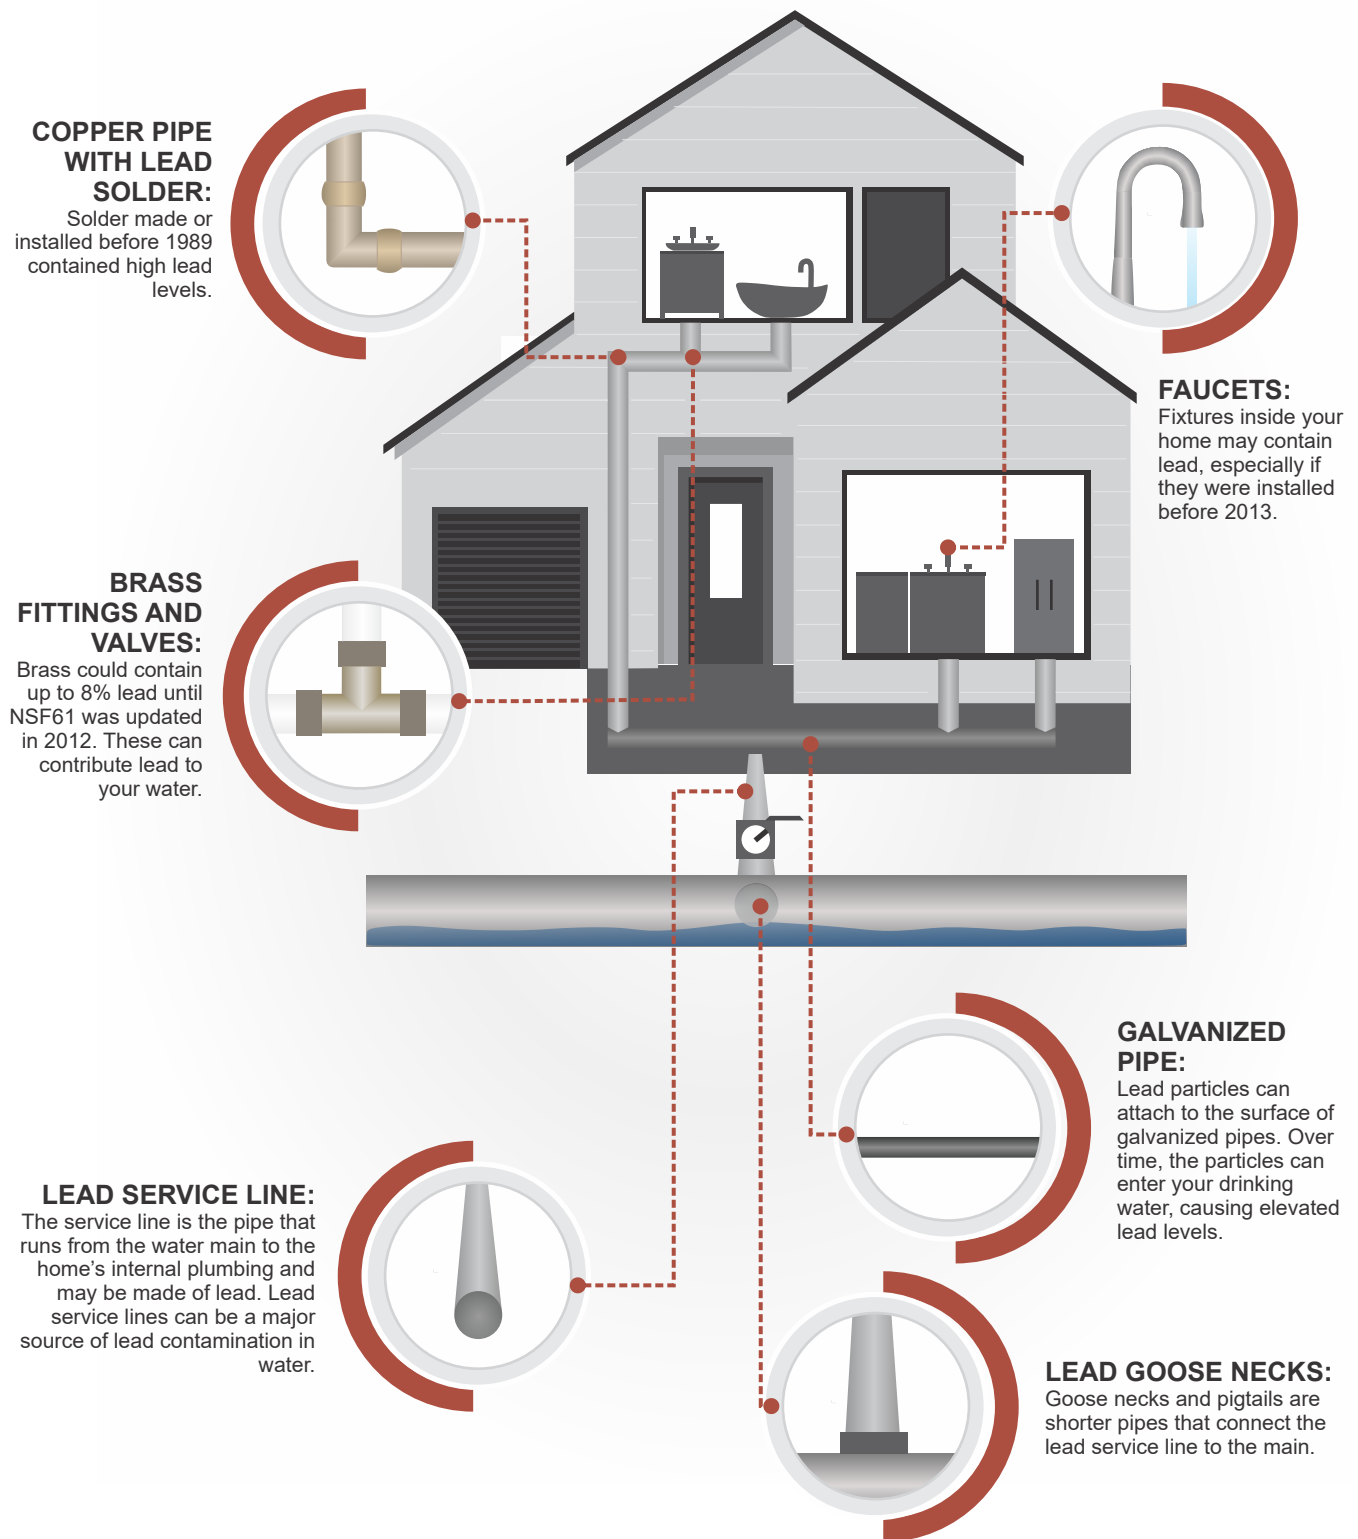 COPPER PIPE
WITH LEAD
SOLDER:
Solder made or
installed before 1989
contained high lead
levels.
FAUCETS:
Fixtures inside your
home may contain
lead, especially if
they were installed
before 2013.
BRASS
FITTINGS AND
VALVES:
Brass could contain
up to 8% lead until
NSF61 was updated
in 2012. These can
contribute lead to
your water.
GALVANIZED
PIPE:
Lead particles can
attach to the surface of
galvanized pipes. Over
time, the particles can
enter your drinking
water, causing elevated
lead levels.
LEAD SERVICE LINE:
The service line is the pipe that
runs from the water main to the
home’s internal plumbing and
may be made of lead. Lead
service lines can be a major
source of lead contamination in
water.
LEAD GOOSE NECKS:
Goose necks and pigtails are
shorter pipes that connect the
lead service line to the main.